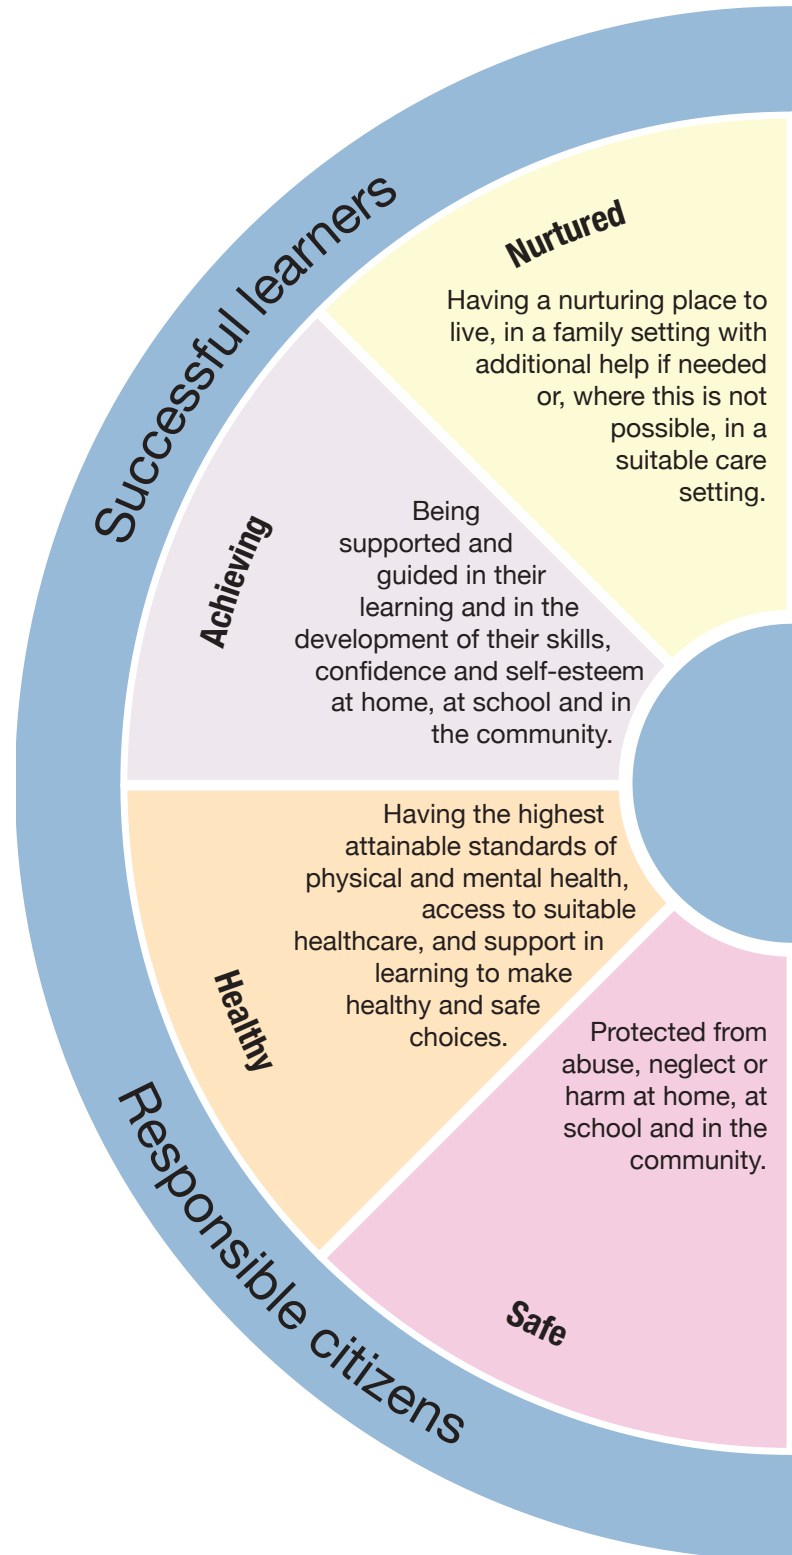 Successful learners
Nurtured
Having a nurturing place to
live, in a family setting with
additional help if needed
or, where this is not
possible, in a
suitable care
setting.
Achieving
Being
supported and
guided in their
learning and in the
development of their skills,
confidence and self-esteem
at home, at school and in
the community.
Healthy
Having the highest
attainable standards of
physical and mental health,
access to suitable
healthcare, and support in
learning to make
healthy and safe
choices.
Protected from
abuse, neglect or
harm at home, at
school and in the
community.
Safe
Responsible citizens